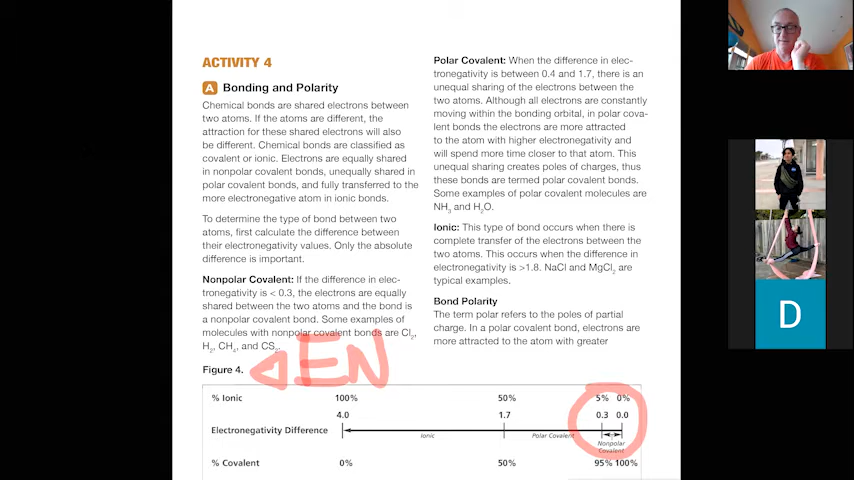 ACTIVITY 4
A Bonding and Polarity
Chemical bonds are shared electrons between
two atoms. If the atoms are different, the
attraction for these shared electrons will also
be different. Chemical bonds are classified as
covalent or ionic. Electrons are equally shared
in nonpolar covalent bonds, unequally shared in
polar covalent bonds, and fully transferred to the
more electronegative atom in ionic bonds.
To determine the type of bond between two
atoms, first calculate the difference between
their electronegativity values. Only the absolute
difference is important.
Nonpolar Covalent: If the difference in elec-
tronegativity is < 0.3, the electrons are equally
shared between the two atoms and the bond is
a nonpolar covalent bond. Some examples of
molecules with nonpolar covalent bonds are Cl2,
H2, CH4, and CS2.
Polar Covalent: When the difference in elec-
tronegativity is between 0.4 and 1.7, there is an
unequal sharing of the electrons between the
two atoms. Although all electrons are constantly
moving within the bonding orbital, in polar cova-
lent bonds the electrons are more attracted
to the atom with higher electronegativity and
will spend more time closer to that atom. This
unequal sharing creates poles of charges, thus
these bonds are termed polar covalent bonds.
Some examples of polar covalent molecules are
NH3 and H2O.
Ionic: This type of bond occurs when there is
complete transfer of the electrons between the
two atoms. This occurs when the difference in
electronegativity is >1.8. NaCl and MgCl2 are
typical examples.
Bond Polarity
The term polar refers to the poles of partial
charge. In a polar covalent bond, electrons are
more attracted to the atom with greater
Figure 4.
EN
% Ionic 100% 50% 5% 0%
4.0 1.7 0.3 0.0
Electronegativity Difference
Ionic Polar Covalent Nonpolar
Covalent
% Covalent 0% 50% 95% 100%
D